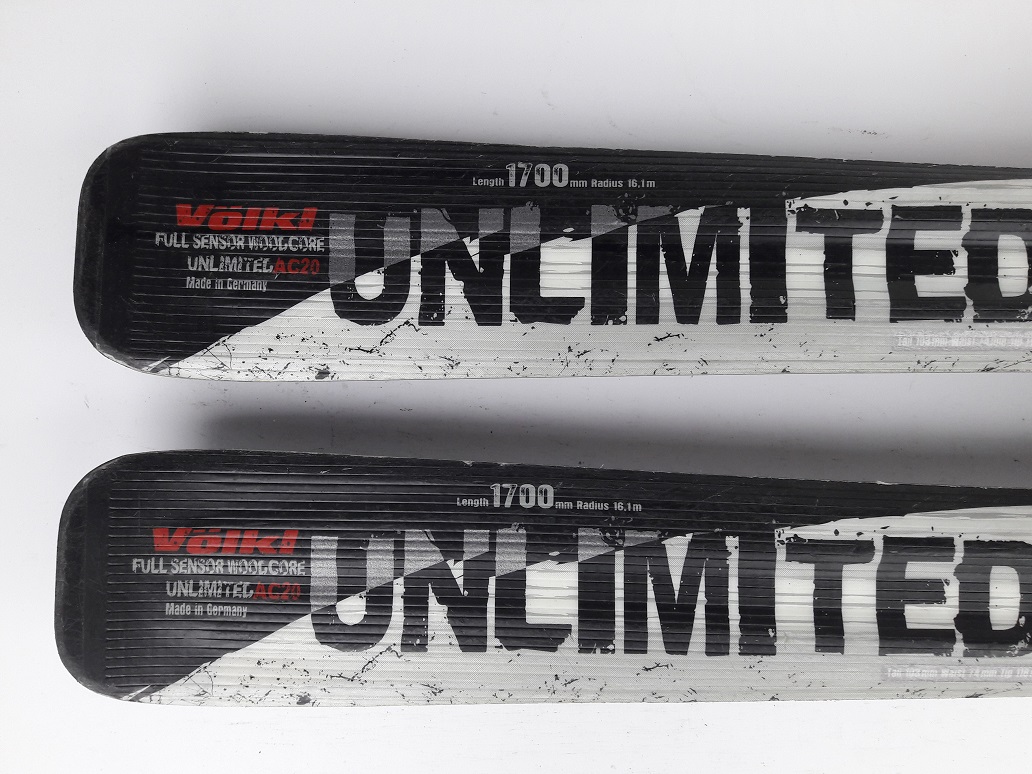 Length 1700 mm Radius 16,1m
Völkl
FULL SENSOR WOODCORE
UNLIMITED AC20
Made in Germany
UNLIMITED
Length 1700 mm Radius 16,1m
Völkl
FULL SENSOR WOODCORE
UNLIMITED AC20
Made in Germany
UNLIMITED